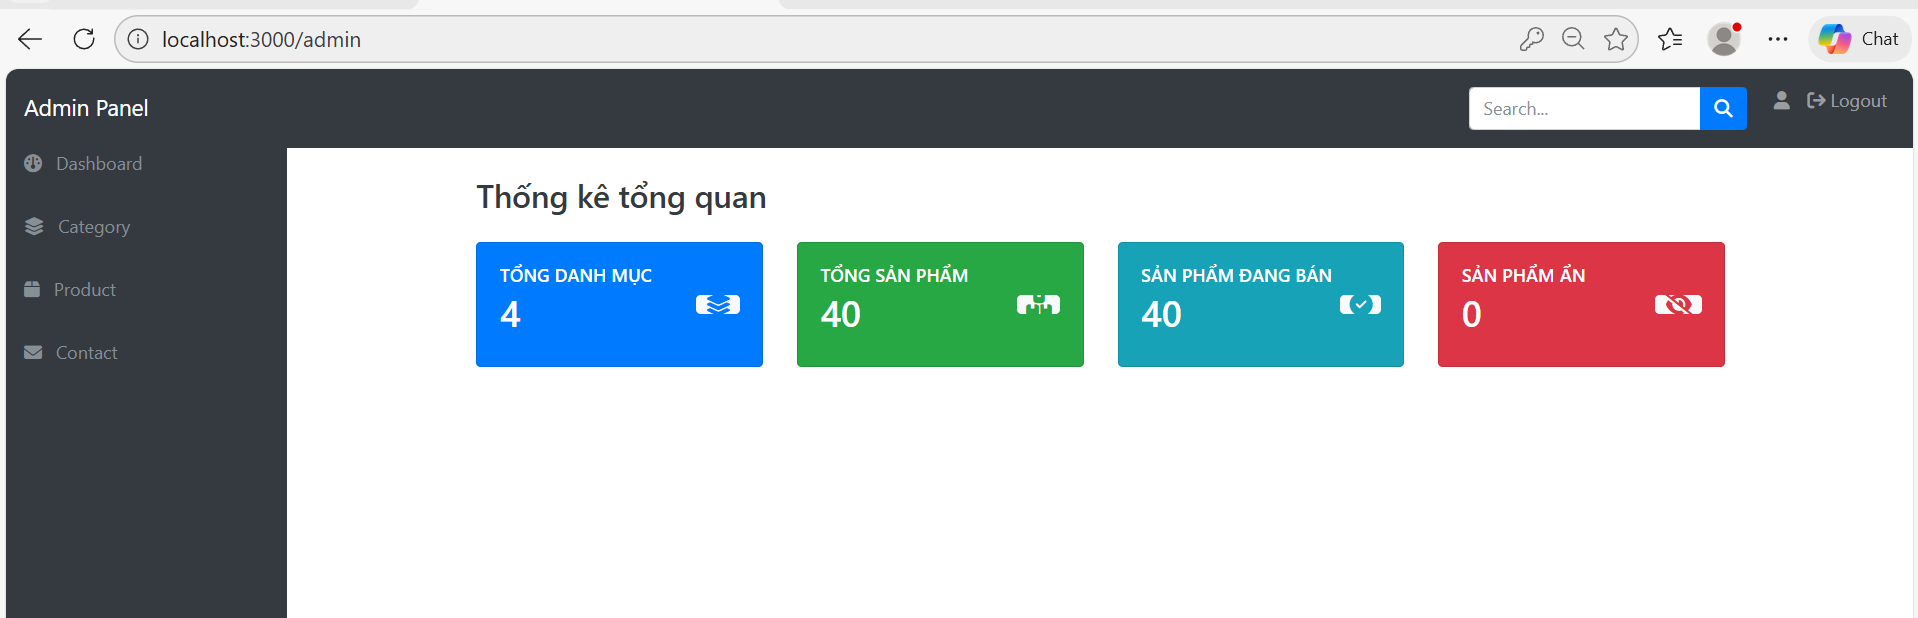 localhost:3000/admin
Chat
Admin Panel
Search...
Logout
Dashboard
Category
Product
Contact
Thống kê tổng quan
TỔNG DANH MỤC
4
TỔNG SẢN PHẨM
40
SẢN PHẨM ĐANG BÁN
40
SẢN PHẨM ẨN
0